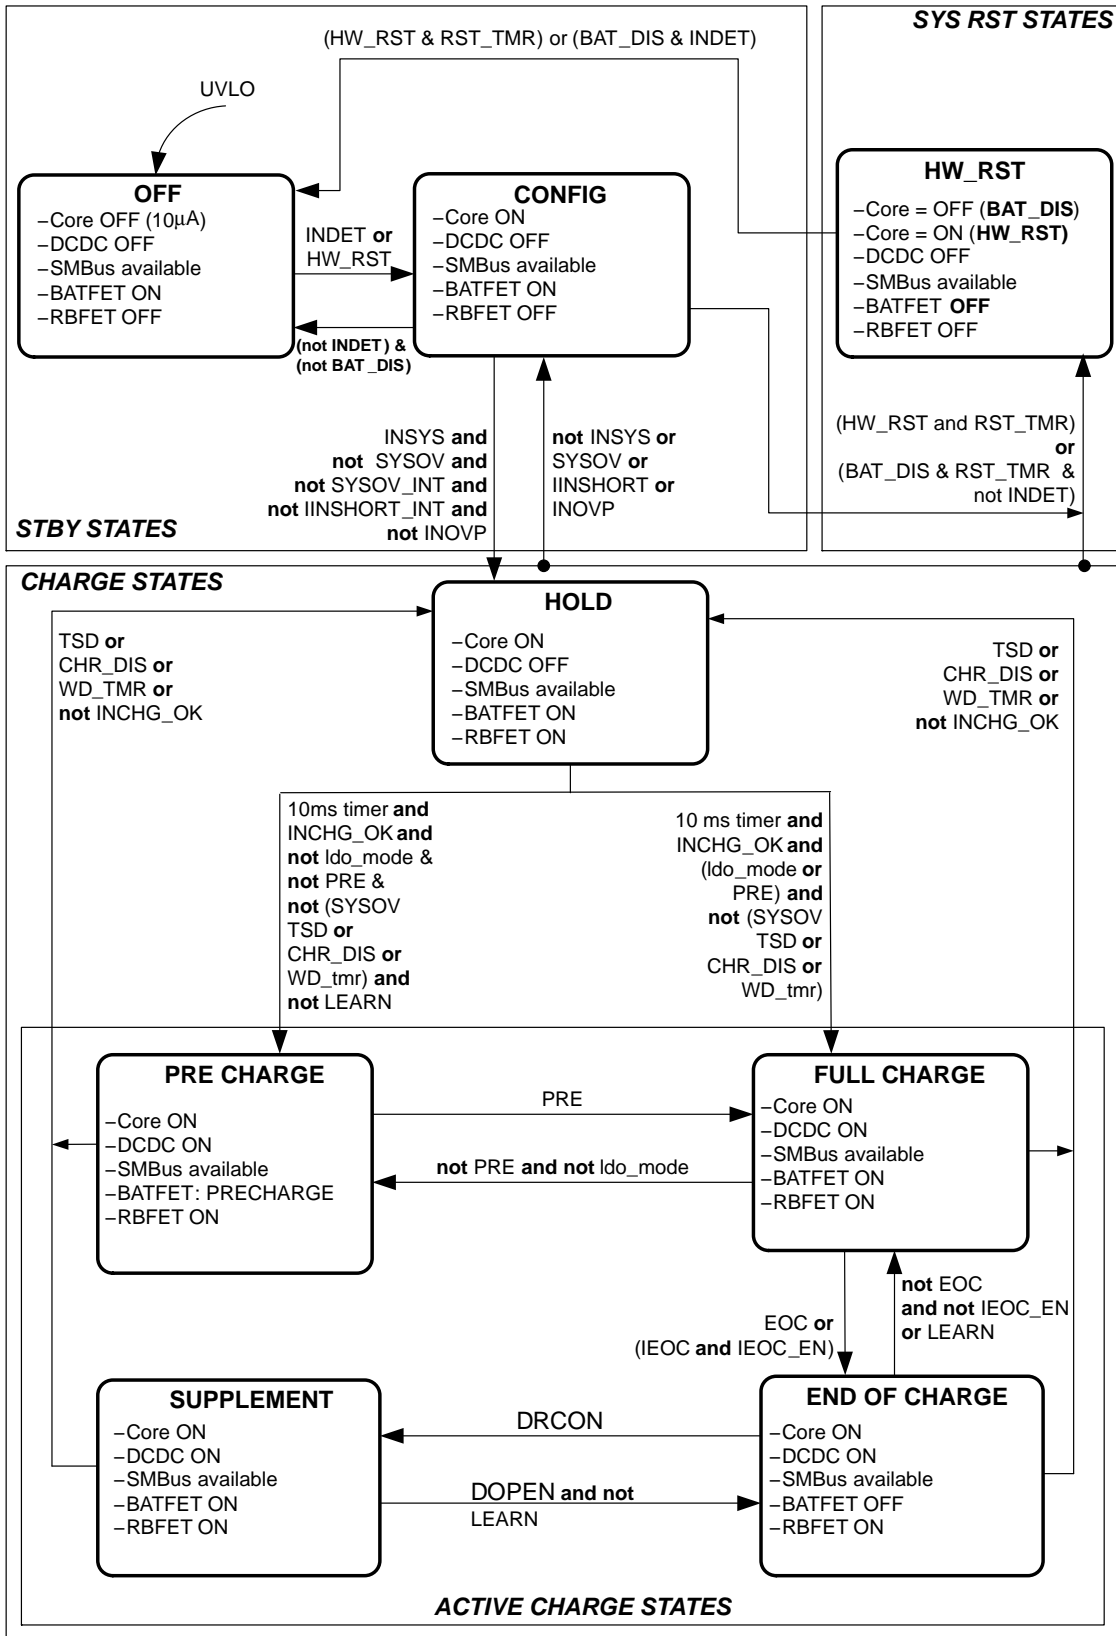 SYS RST STATES
(HW_RST & RST_TMR) or (BAT_DIS & INDET)
UVLO
OFF
–Core OFF (10μA)
–DCDC OFF
–SMBus available
–BATFET ON
–RBFET OFF
INDET or
HW_RST
(not INDET) &
(not BAT_DIS)
CONFIG
–Core ON
–DCDC OFF
–SMBus available
–BATFET ON
–RBFET OFF
HW_RST
–Core = OFF (BAT_DIS)
–Core = ON (HW_RST)
–DCDC OFF
–SMBus available
–BATFET OFF
–RBFET OFF
INSYS and
not SYSOV and
not SYSOV_INT and
not IINSHORT_INT and
not INOVP
not INSYS or
SYSOV or
IINSHORT or
INOVP
(HW_RST and RST_TMR)
or
(BAT_DIS & RST_TMR &
not INDET)
STBY STATES
CHARGE STATES
HOLD
–Core ON
–DCDC OFF
–SMBus available
–BATFET ON
–RBFET ON
TSD or
CHR_DIS or
WD_TMR or
not INCHG_OK
TSD or
CHR_DIS or
WD_TMR or
not INCHG_OK
10ms timer and
INCHG_OK and
not ldo_mode &
not PRE &
not (SYSOV
TSD or
CHR_DIS or
WD_tmr) and
not LEARN
10 ms timer and
INCHG_OK and
(ldo_mode or
PRE) and
not (SYSOV
TSD or
CHR_DIS or
WD_tmr)
PRE CHARGE
–Core ON
–DCDC ON
–SMBus available
–BATFET: PRECHARGE
–RBFET ON
PRE
not PRE and not ldo_mode
FULL CHARGE
–Core ON
–DCDC ON
–SMBus available
–BATFET ON
–RBFET ON
EOC or
(IEOC and IEOC_EN)
not EOC
and not IEOC_EN
or LEARN
SUPPLEMENT
–Core ON
–DCDC ON
–SMBus available
–BATFET ON
–RBFET ON
DRCON
DOPEN and not
LEARN
END OF CHARGE
–Core ON
–DCDC ON
–SMBus available
–BATFET OFF
–RBFET ON
ACTIVE CHARGE STATES